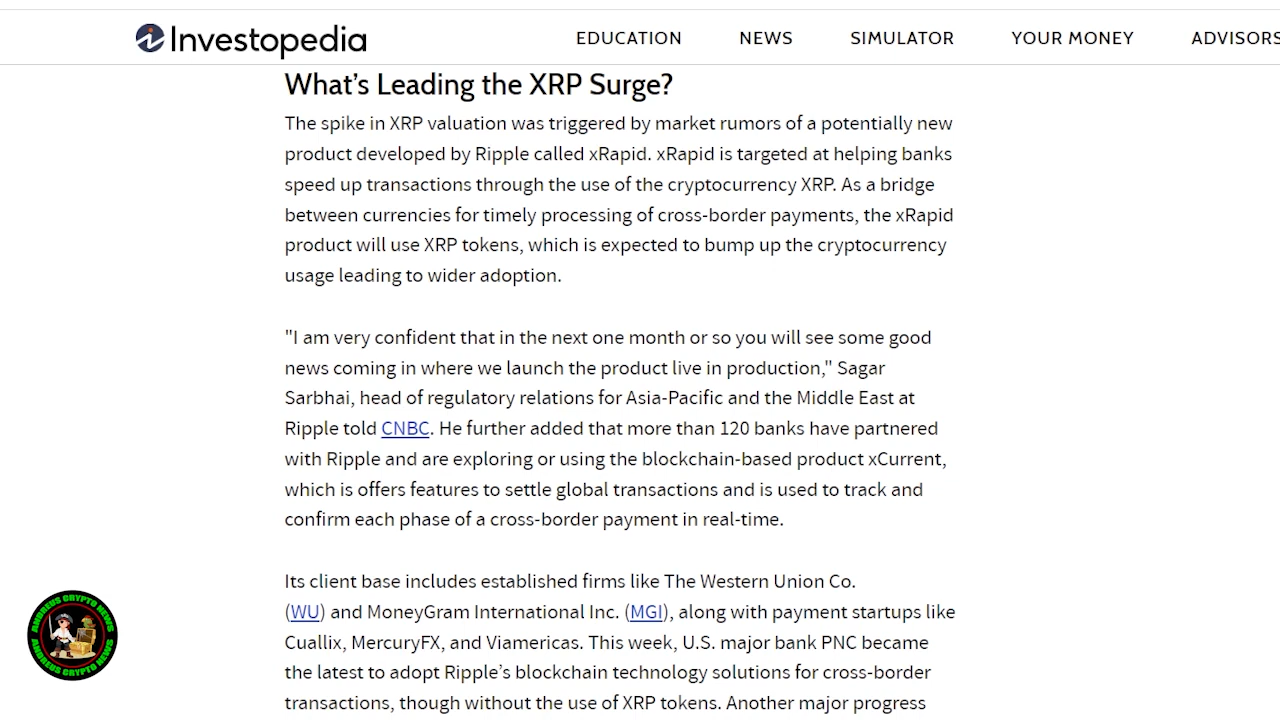 Investopedia
EDUCATION NEWS SIMULATOR YOUR MONEY ADVISORS
What's Leading the XRP Surge?
The spike in XRP valuation was triggered by market rumors of a potentially new
product developed by Ripple called xRapid. xRapid is targeted at helping banks
speed up transactions through the use of the cryptocurrency XRP. As a bridge
between currencies for timely processing of cross-border payments, the xRapid
product will use XRP tokens, which is expected to bump up the cryptocurrency
usage leading to wider adoption.
"I am very confident that in the next one month or so you will see some good
news coming in where we launch the product live in production," Sagar
Sarbhai, head of regulatory relations for Asia-Pacific and the Middle East at
Ripple told CNBC. He further added that more than 120 banks have partnered
with Ripple and are exploring or using the blockchain-based product xCurrent,
which is offers features to settle global transactions and is used to track and
confirm each phase of a cross-border payment in real-time.
Its client base includes established firms like The Western Union Co.
(WU) and MoneyGram International Inc. (MGI), along with payment startups like
Cuallix, MercuryFX, and Viamericas. This week, U.S. major bank PNC became
the latest to adopt Ripple's blockchain technology solutions for cross-border
transactions, though without the use of XRP tokens. Another major progress
ANDREUS CRYPTO NEWS
ANDREUS CRYPTO NEWS